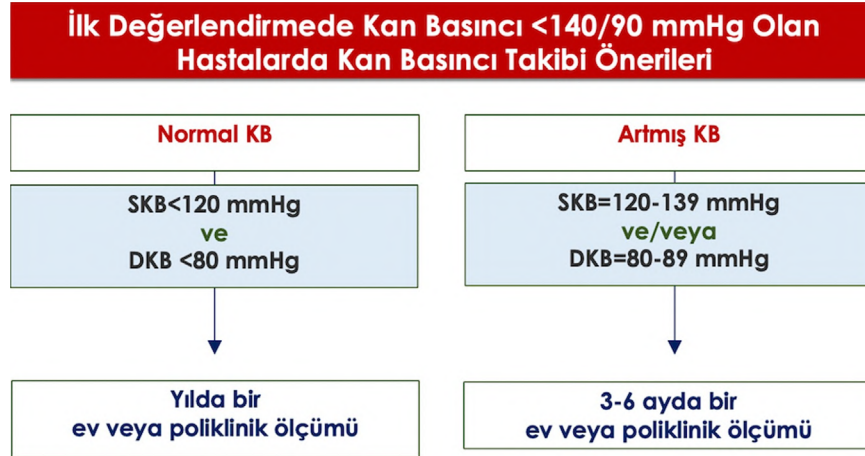 İlk Değerlendirmede Kan Basıncı <140/90 mmHg Olan
Hastalarda Kan Basıncı Takibi Önerileri
Normal KB
SKB<120 mmHg
ve
DKB <80 mmHg
Yılda bir
ev veya poliklinik ölçümü
Artmış KB
SKB=120-139 mmHg
ve/veya
DKB=80-89 mmHg
3-6 ayda bir
ev veya poliklinik ölçümü